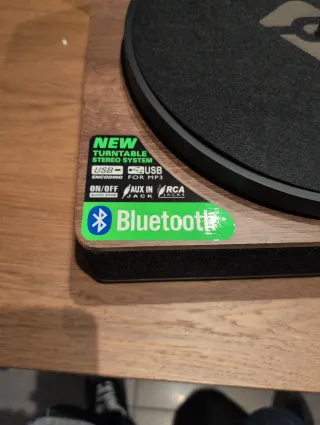 NEW
TURNTABLE
STEREO SYSTEM
USB USB
ENCODING FOR MP3
ON/OFF AUX IN RCA
JACK JACKS
Bluetooth